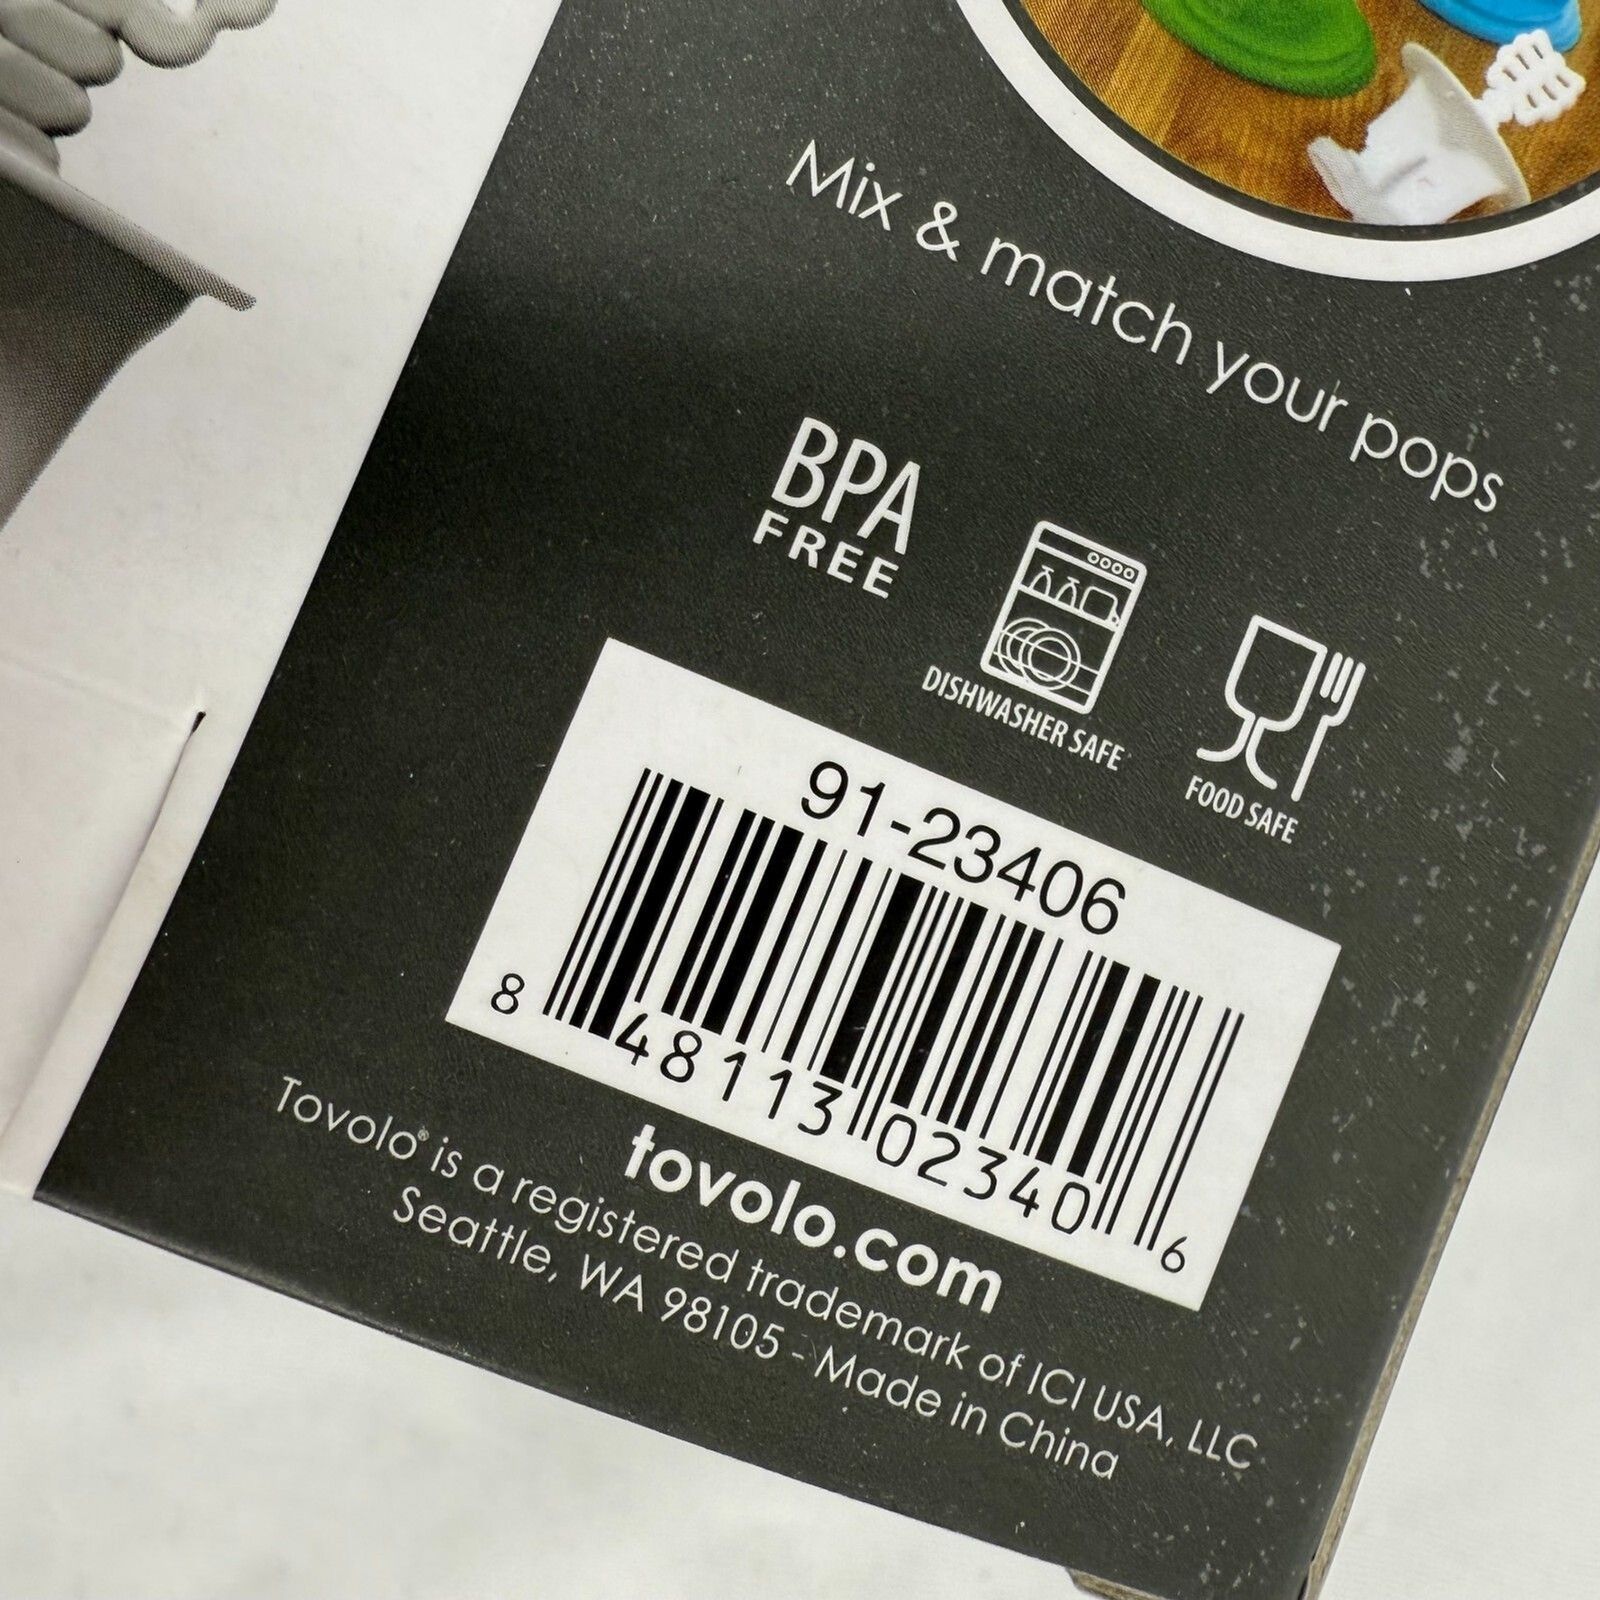 Mix & match your pops
BPA
FREE
DISHWASHER SAFE
FOOD SAFE
91-23406
8 48113 02340 6
tovolo.com
Tovolo® is a registered trademark of ICI USA, LLC
Seattle, WA 98105 - Made in China